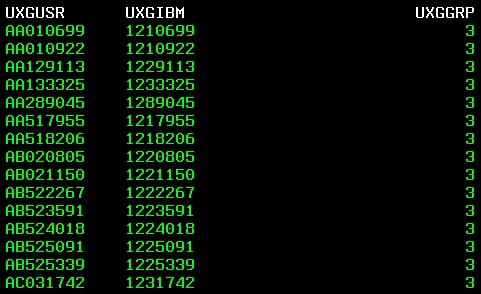 UXGUSR UXGIBM UXGGRP
AA010699 1210699 3
AA010922 1210922 3
AA129113 1229113 3
AA133325 1233325 3
AA289045 1289045 3
AA517955 1217955 3
AA518206 1218206 3
AB020805 1220805 3
AB021150 1221150 3
AB522267 1222267 3
AB523591 1223591 3
AB524018 1224018 3
AB525091 1225091 3
AB525339 1225339 3
AC031742 1231742 3